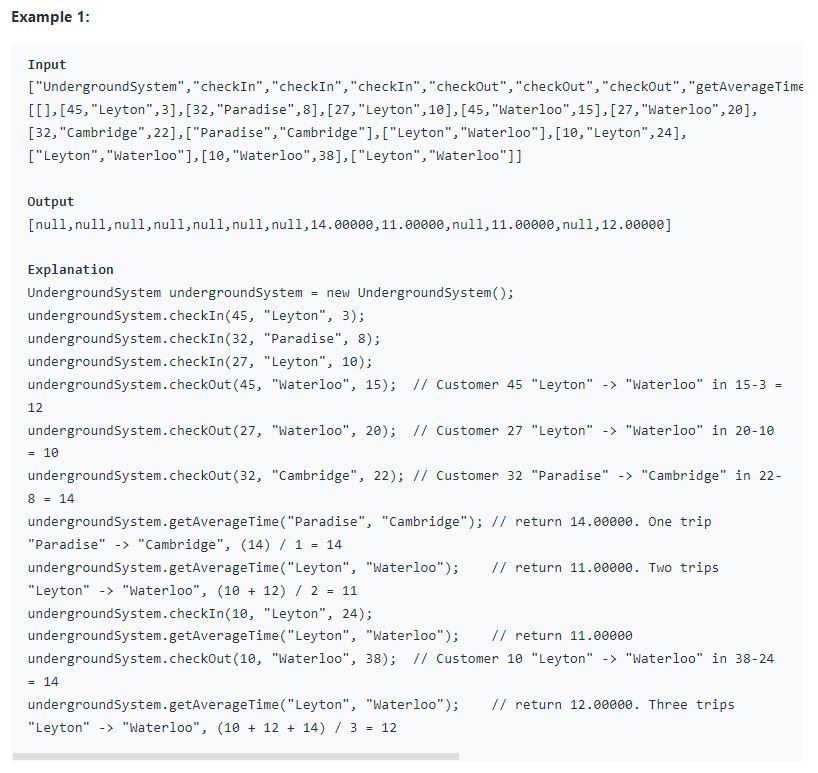 Example 1:
Input
["UndergroundSystem","checkIn","checkIn","checkIn","checkOut","checkOut","checkOut","getAverageTime
[[],[45,"Leyton",3],[32,"Paradise",8],[27,"Leyton",10],[45,"Waterloo",15],[27,"Waterloo",20],
[32,"Cambridge",22],["Paradise","Cambridge"],["Leyton","Waterloo"],[10,"Leyton",24],
["Leyton","Waterloo"],[10,"Waterloo",38],["Leyton","Waterloo"]]
Output
[null,null,null,null,null,null,null,14.00000,11.00000,null,11.00000,null,12.00000]
Explanation
UndergroundSystem undergroundSystem = new UndergroundSystem();
undergroundSystem.checkIn(45, "Leyton", 3);
undergroundSystem.checkIn(32, "Paradise", 8);
undergroundSystem.checkIn(27, "Leyton", 10);
undergroundSystem.checkOut(45, "Waterloo", 15);  // Customer 45 "Leyton" -> "Waterloo" in 15-3 =
12
undergroundSystem.checkOut(27, "Waterloo", 20);  // Customer 27 "Leyton" -> "Waterloo" in 20-10
= 10
undergroundSystem.checkOut(32, "Cambridge", 22); // Customer 32 "Paradise" -> "Cambridge" in 22-
8 = 14
undergroundSystem.getAverageTime("Paradise", "Cambridge"); // return 14.00000. One trip
"Paradise" -> "Cambridge", (14) / 1 = 14
undergroundSystem.getAverageTime("Leyton", "Waterloo");    // return 11.00000. Two trips
"Leyton" -> "Waterloo", (10 + 12) / 2 = 11
undergroundSystem.checkIn(10, "Leyton", 24);
undergroundSystem.getAverageTime("Leyton", "Waterloo");    // return 11.00000
undergroundSystem.checkOut(10, "Waterloo", 38);  // Customer 10 "Leyton" -> "Waterloo" in 38-24
= 14
undergroundSystem.getAverageTime("Leyton", "Waterloo");    // return 12.00000. Three trips
"Leyton" -> "Waterloo", (10 + 12 + 14) / 3 = 12